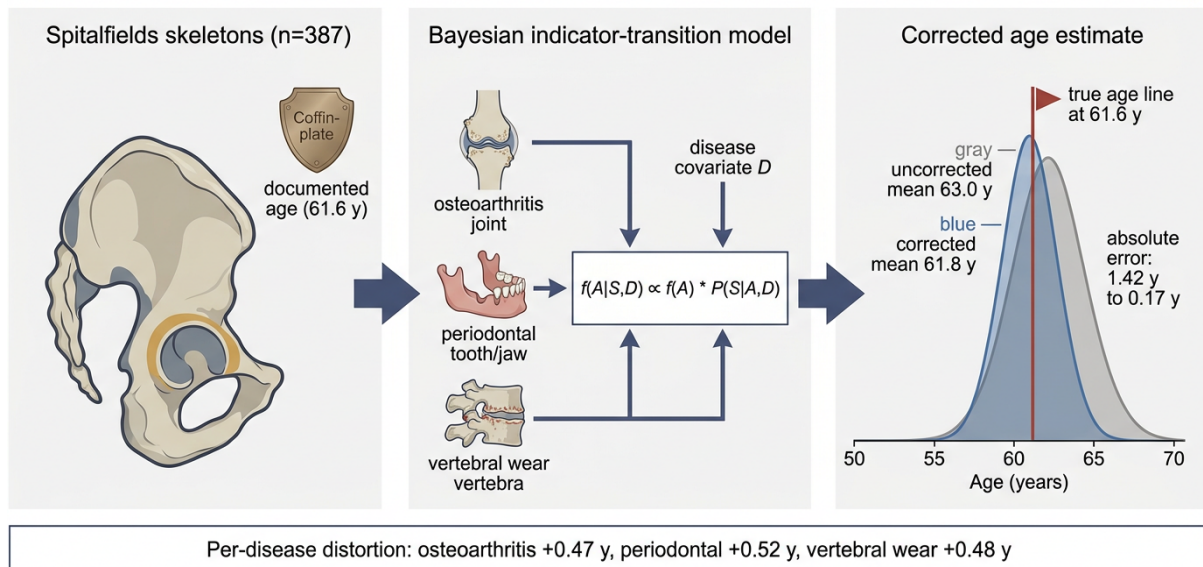 Spitalfields skeletons (n=387)
Coffin-
plate
documented
age (61.6 y)
Bayesian indicator-transition model
osteoarthritis
joint
disease
covariate D
periodontal
tooth/jaw
f(A|S,D) ∝ f(A) * P(S|A,D)
vertebral wear
vertebra
Corrected age estimate
true age line
at 61.6 y
gray
uncorrected
mean 63.0 y
blue
corrected
mean 61.8 y
absolute
error:
1.42 y
to 0.17 y
50 55 60 65 70
Age (years)
Per-disease distortion: osteoarthritis +0.47 y, periodontal +0.52 y, vertebral wear +0.48 y